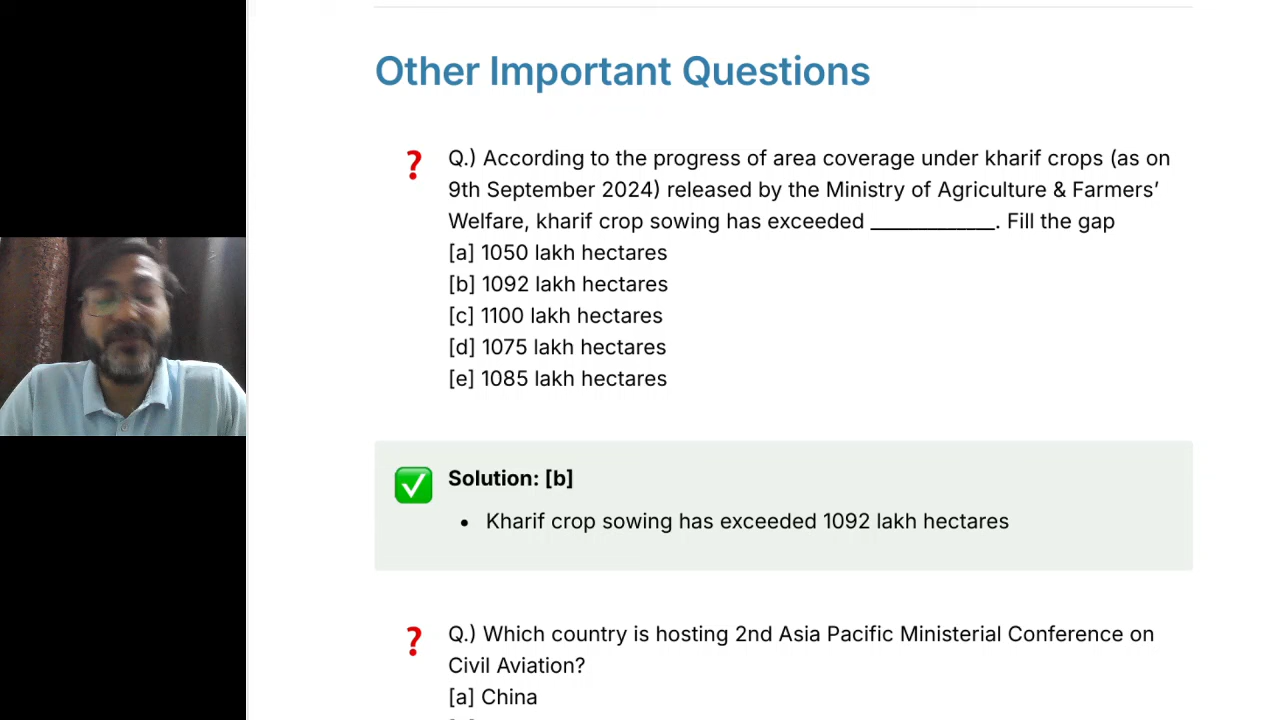 Other Important Questions
Q.) According to the progress of area coverage under kharif crops (as on
9th September 2024) released by the Ministry of Agriculture & Farmers’
Welfare, kharif crop sowing has exceeded ____________. Fill the gap
[a] 1050 lakh hectares
[b] 1092 lakh hectares
[c] 1100 lakh hectares
[d] 1075 lakh hectares
[e] 1085 lakh hectares
Solution: [b]
• Kharif crop sowing has exceeded 1092 lakh hectares
Q.) Which country is hosting 2nd Asia Pacific Ministerial Conference on
Civil Aviation?
[a] China